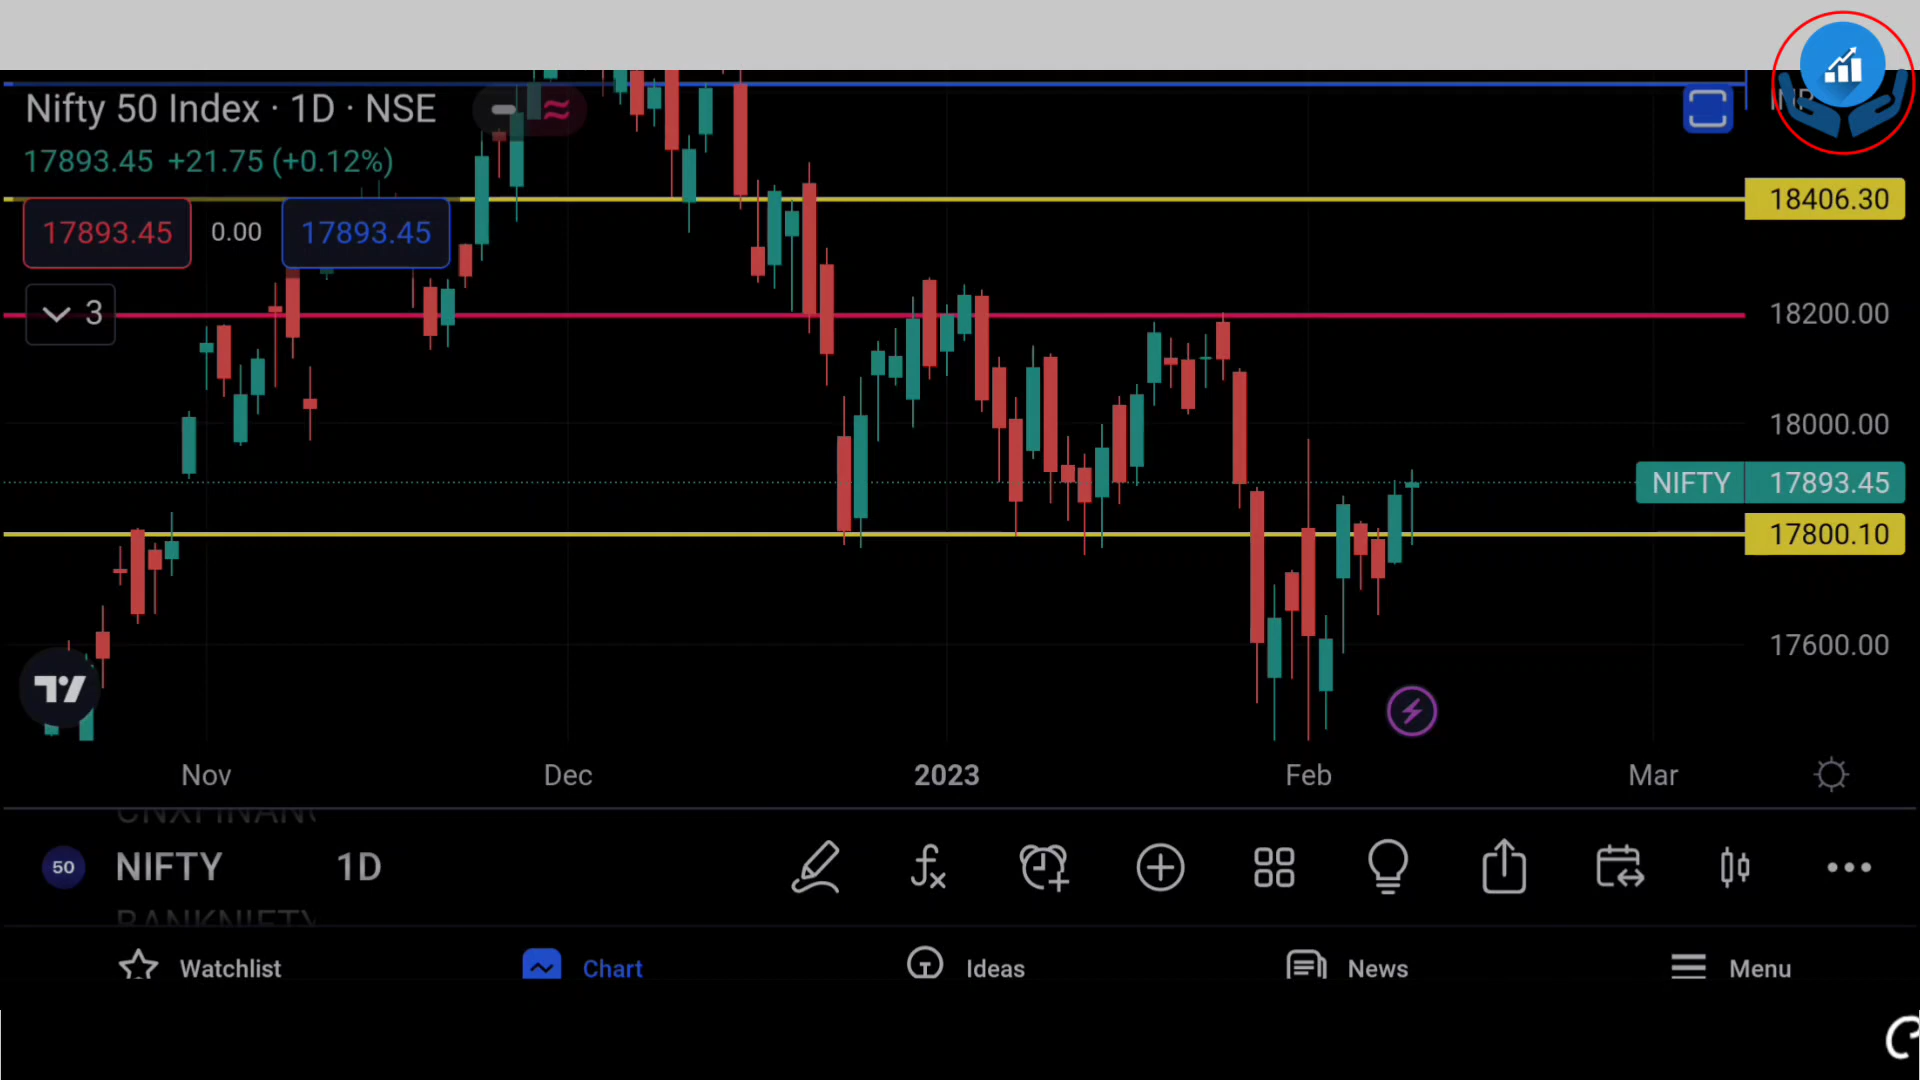 Nifty 50 Index · 1D · NSE
17893.45 +21.75 (+0.12%)
17893.45 0.00 17893.45
3
18406.30
18200.00
18000.00
NIFTY 17893.45
17800.10
17600.00
Nov Dec 2023 Feb Mar
50 NIFTY 1D
BANKNIFTY
Watchlist Chart Ideas News Menu